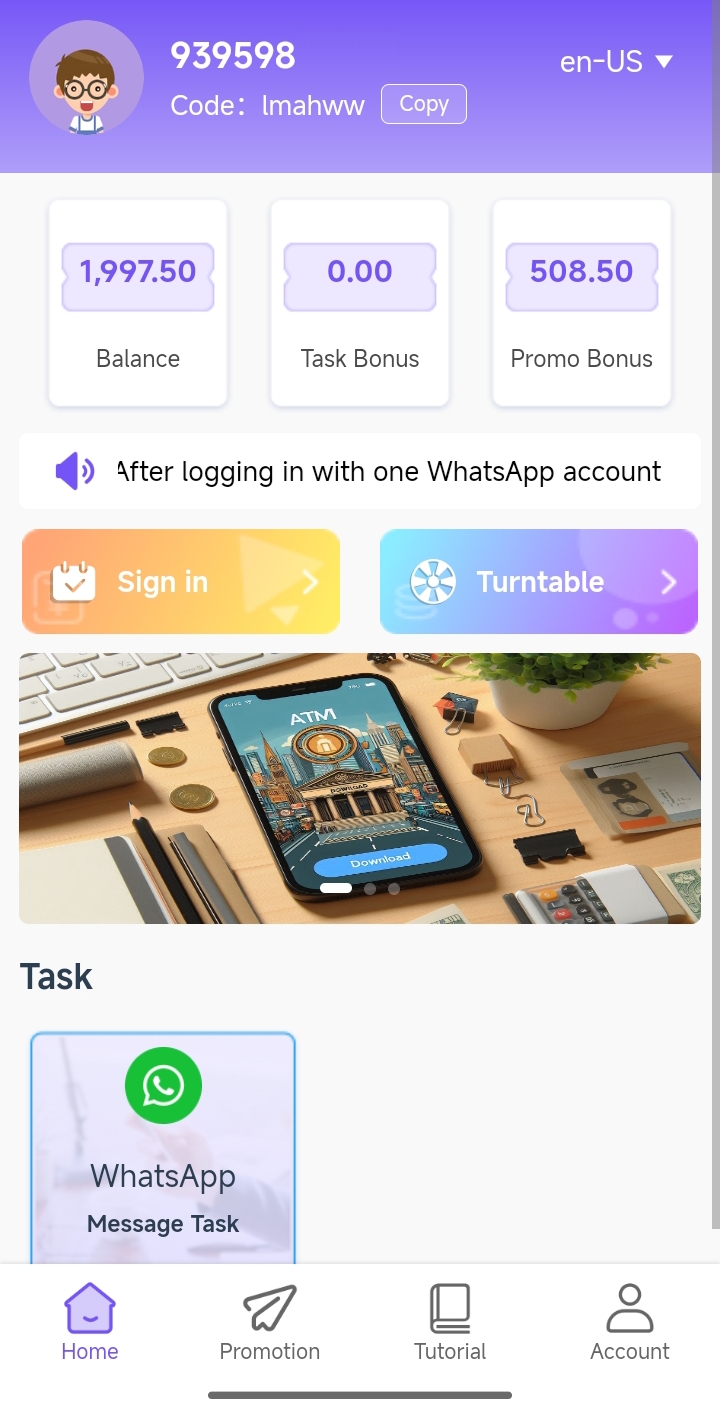 939598
en-US
Code: lmahww
Copy
1,997.50
0.00
508.50
Balance
Task Bonus
Promo Bonus
After logging in with one WhatsApp account
Sign in
Turntable
ATM
DOWNLOAD
Download
Task
WhatsApp
Message Task
Home
Promotion
Tutorial
Account